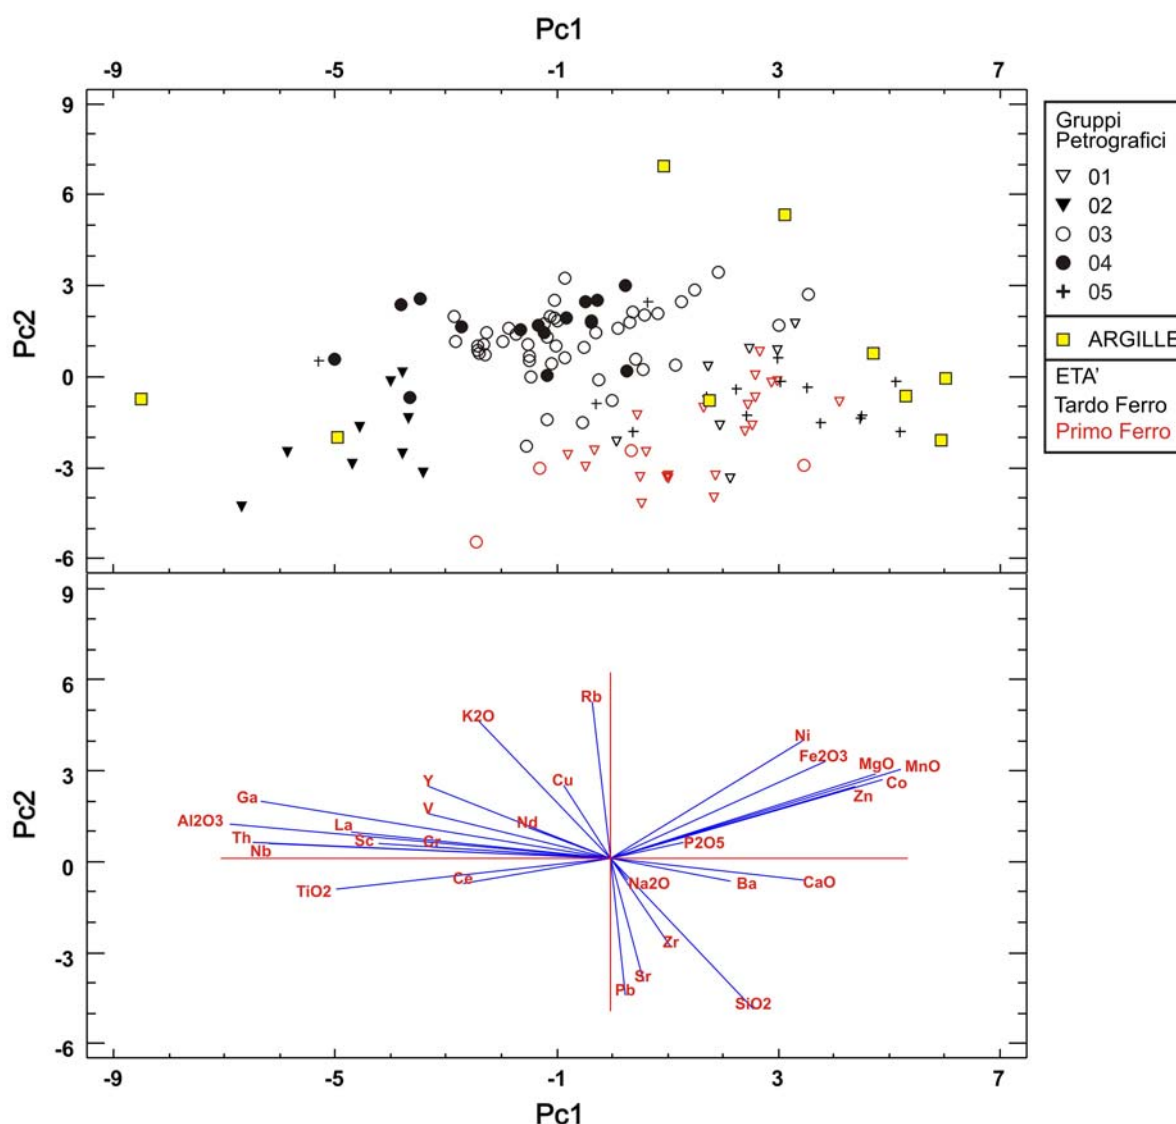 Pc1
-9 -5 -1 3 7
9
6
3
0
-3
-6
Pc2
Gruppi
Petrografici
01
02
03
04
05
ARGILLE
ETA'
Tardo Ferro
Primo Ferro
9
6
3
0
-3
-6
Pc2
Rb
K2O
Ni
Fe2O3
MgO MnO
Cu
Y
Co
Zn
Ga
V
Nd
Al2O3
La
Th
Sc
Cr
P2O5
Nb
Ce
Na2O
Ba
CaO
TiO2
Zr
Sr
Pb
SiO2
-9 -5 -1 3 7
Pc1